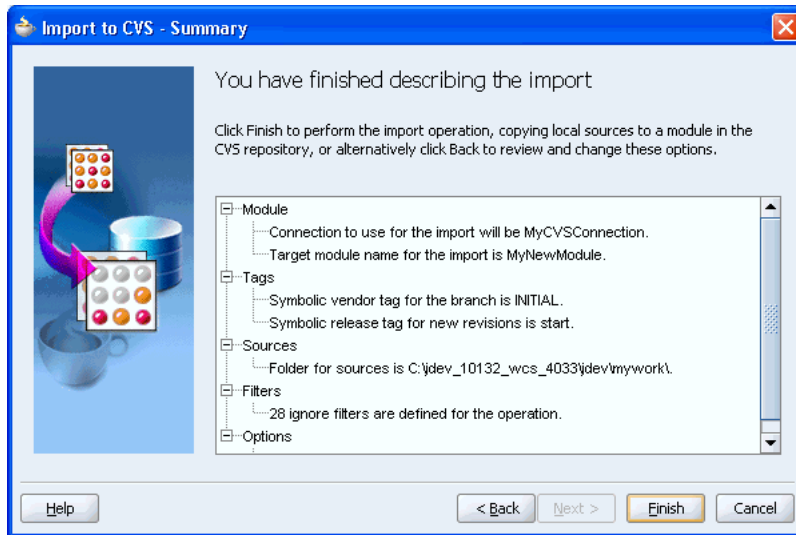 Import to CVS - Summary
You have finished describing the import
Click Finish to perform the import operation, copying local sources to a module in the
CVS repository, or alternatively click Back to review and change these options.
Module
Connection to use for the import will be MyCVSConnection.
Target module name for the import is MyNewModule.
Tags
Symbolic vendor tag for the branch is INITIAL.
Symbolic release tag for new revisions is start.
Sources
Folder for sources is C:\jdev_10132_wcs_4033\jdev\mywork\.
Filters
28 ignore filters are defined for the operation.
Options
Help
< Back
Next >
Finish
Cancel